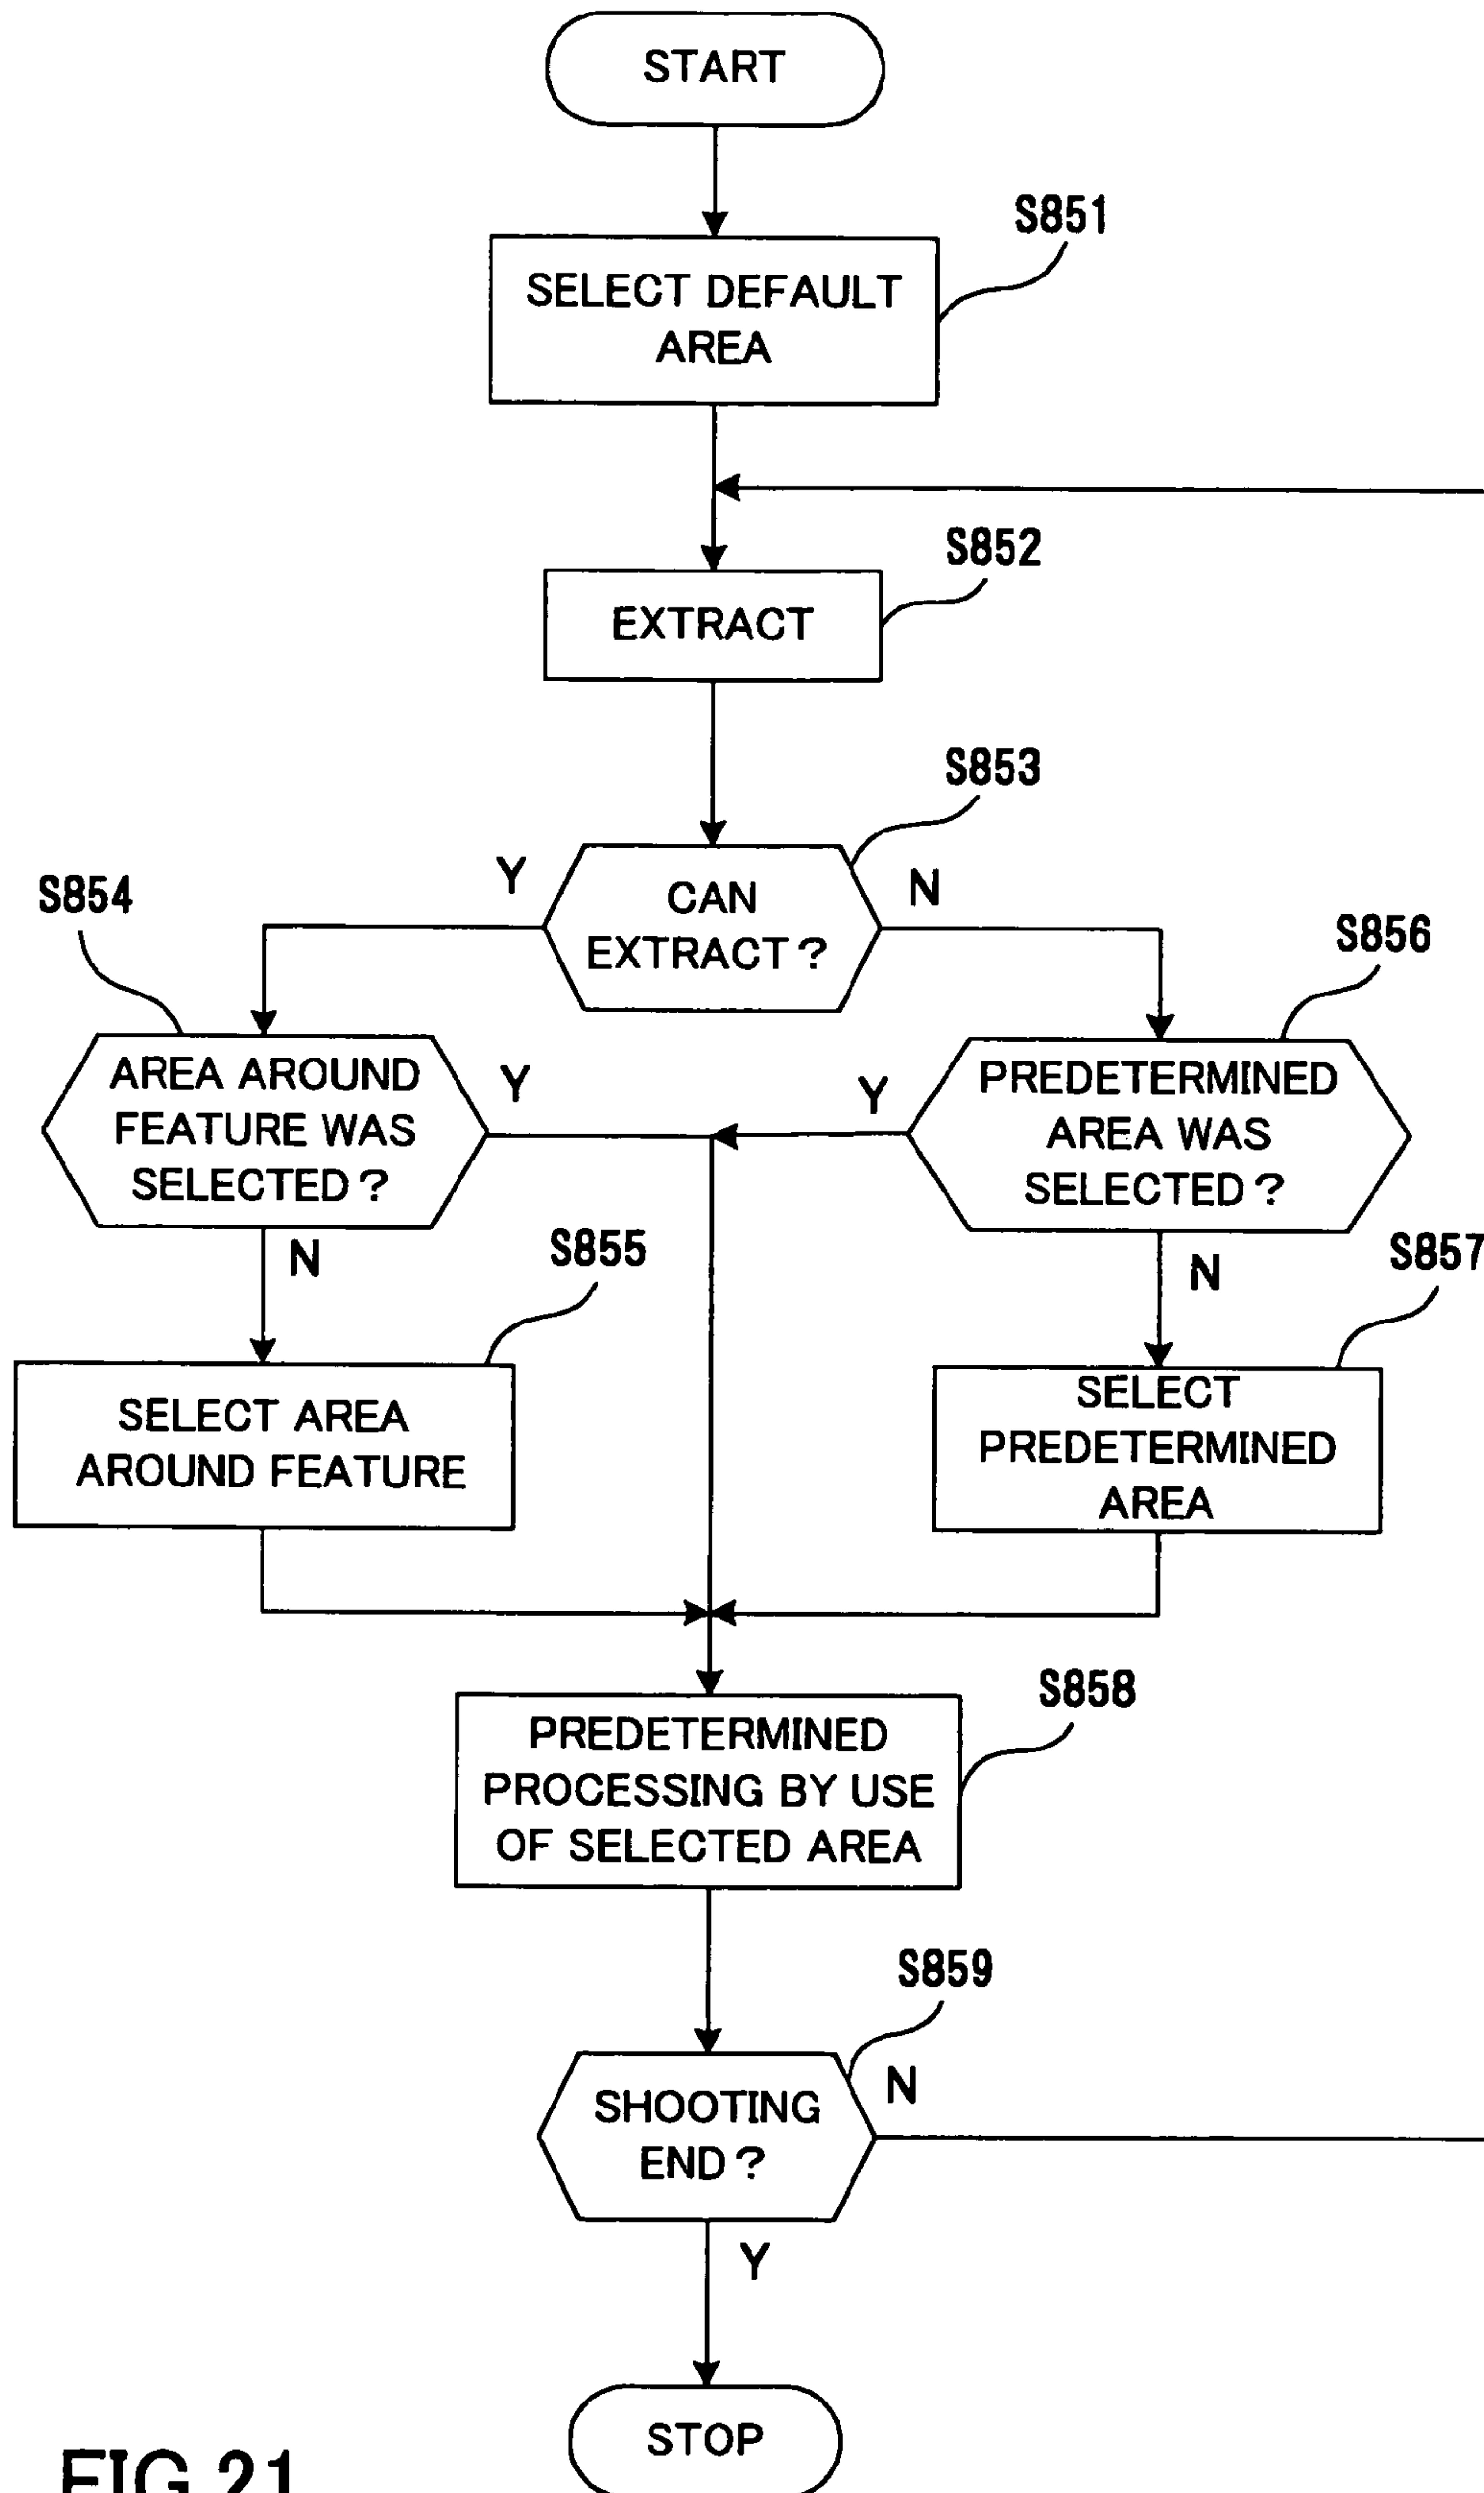 START
S851
SELECT DEFAULT
AREA
S852
EXTRACT
S853
Y
N
CAN
EXTRACT ?
S854
S856
AREA AROUND
FEATURE WAS
SELECTED ?
Y
Y
PREDETERMINED
AREA WAS
SELECTED ?
N
S855
N
S857
SELECT AREA
AROUND FEATURE
SELECT
PREDETERMINED
AREA
S858
PREDETERMINED
PROCESSING BY USE
OF SELECTED AREA
S859
N
SHOOTING
END ?
Y
STOP
FIG.21